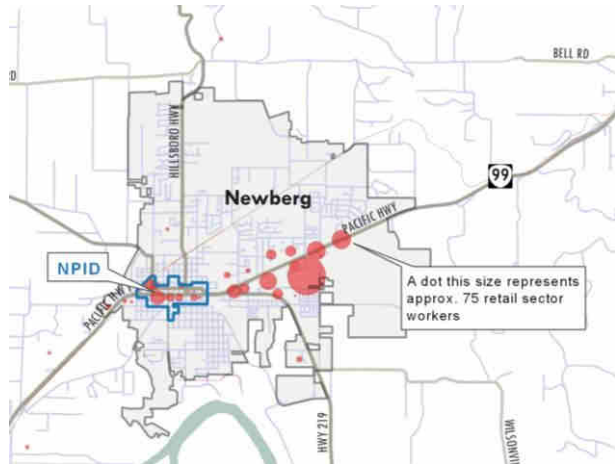 BELL RD
RD
HILLSBORO HWY
99
Newberg
PACIFIC HWY
NPID
A dot this size represents
approx. 75 retail sector
workers
PACIFIC HWY
HWY 219
WILSONVI